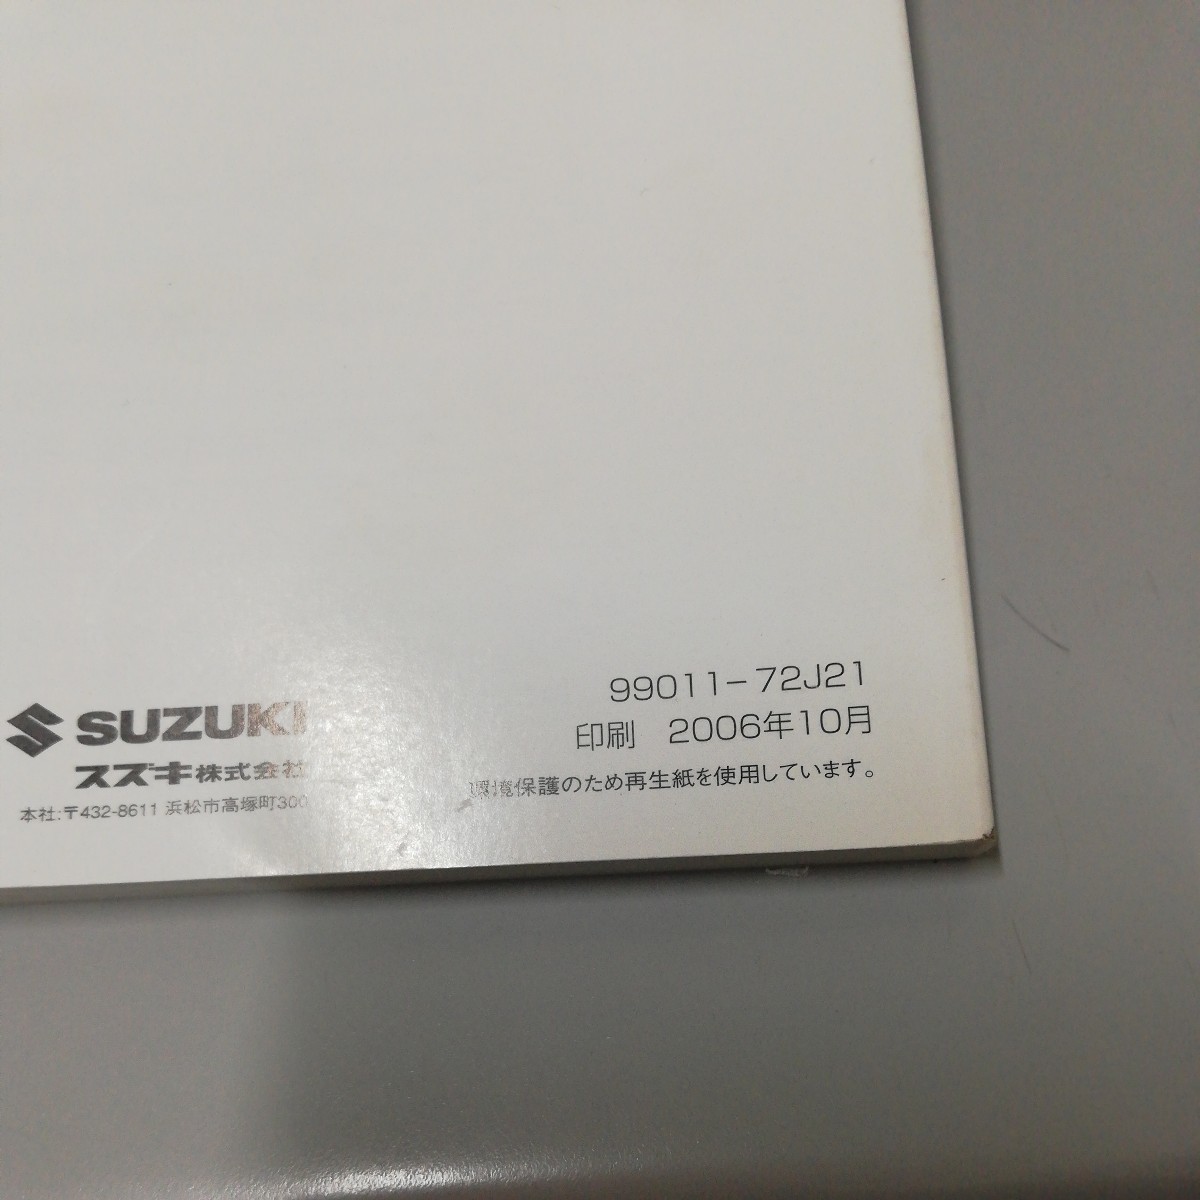 99011-72J21
印刷 2006年10月
SUZUKI
スズキ株式会社
環境保護のため再生紙を使用しています。
本社:〒432-8611 浜松市高塚町300